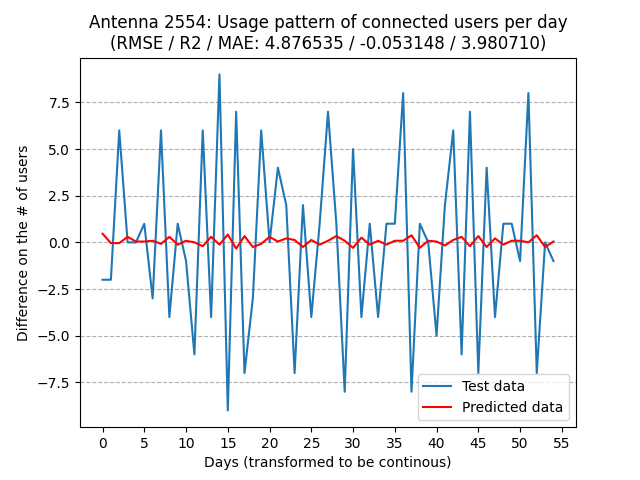 Antenna 2554: Usage pattern of connected users per day
(RMSE / R2 / MAE: 4.876535 / -0.053148 / 3.980710)
Difference on the # of users
7.5
5.0
2.5
0.0
−2.5
−5.0
−7.5
Test data
Predicted data
0 5 10 15 20 25 30 35 40 45 50 55
Days (transformed to be continous)